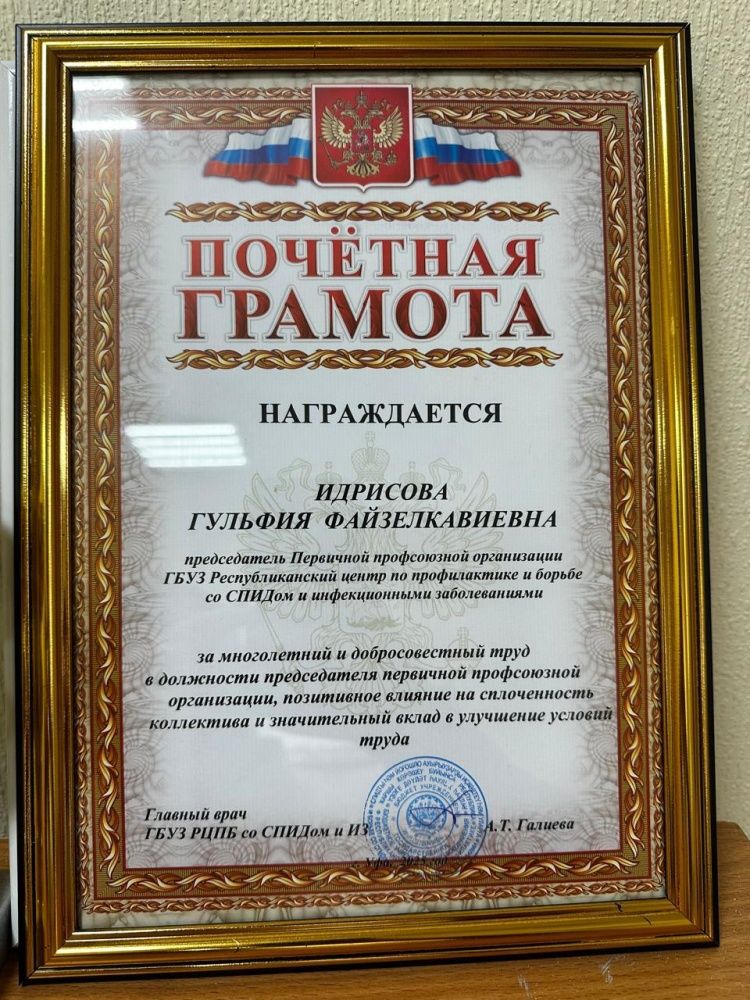 ПОЧЁТНАЯ
ГРАМОТА
НАГРАЖДАЕТСЯ
ИДРИСОВА
ГУЛЬФИЯ ФАЙЗЕЛКАВИЕВНА
председатель Первичной профсоюзной организации
ГБУЗ Республиканский центр по профилактике и борьбе
со СПИДом и инфекционными заболеваниями
за многолетний и добросовестный труд
в должности председателя первичной профсоюзной
организации, позитивное влияние на сплоченность
коллектива и значительный вклад в улучшение условий
труда
Главный врач
ГБУЗ РЦПБ со СПИДом и ИЗ
А.Т. Галиева